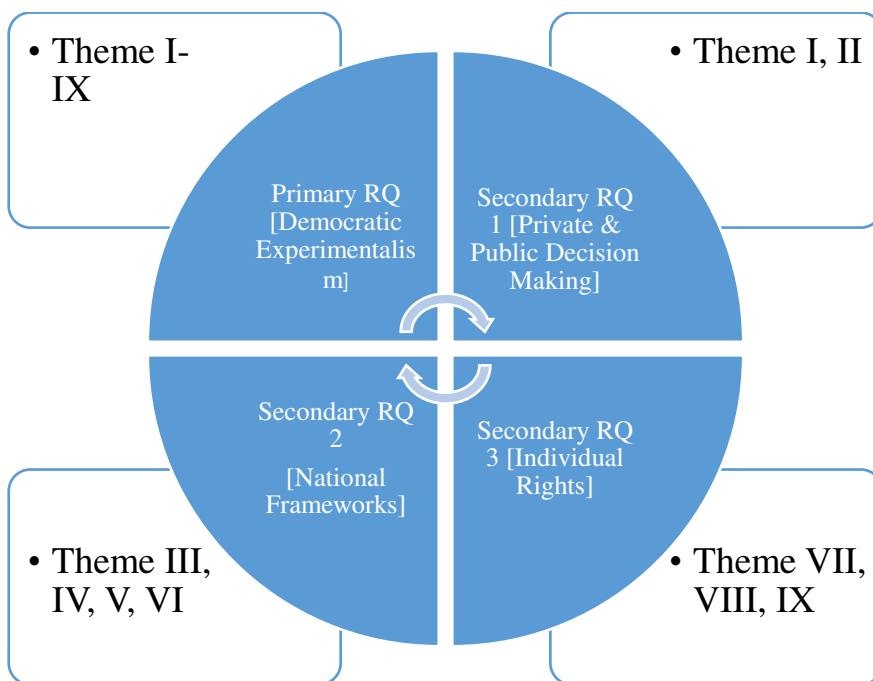 • Theme I-
IX
• Theme I, II
Primary RQ
[Democratic
Experimentalis
m]
Secondary RQ
1 [Private &
Public Decision
Making]
Secondary RQ
2
[National
Frameworks]
Secondary RQ
3 [Individual
Rights]
• Theme III,
IV, V, VI
• Theme VII,
VIII, IX